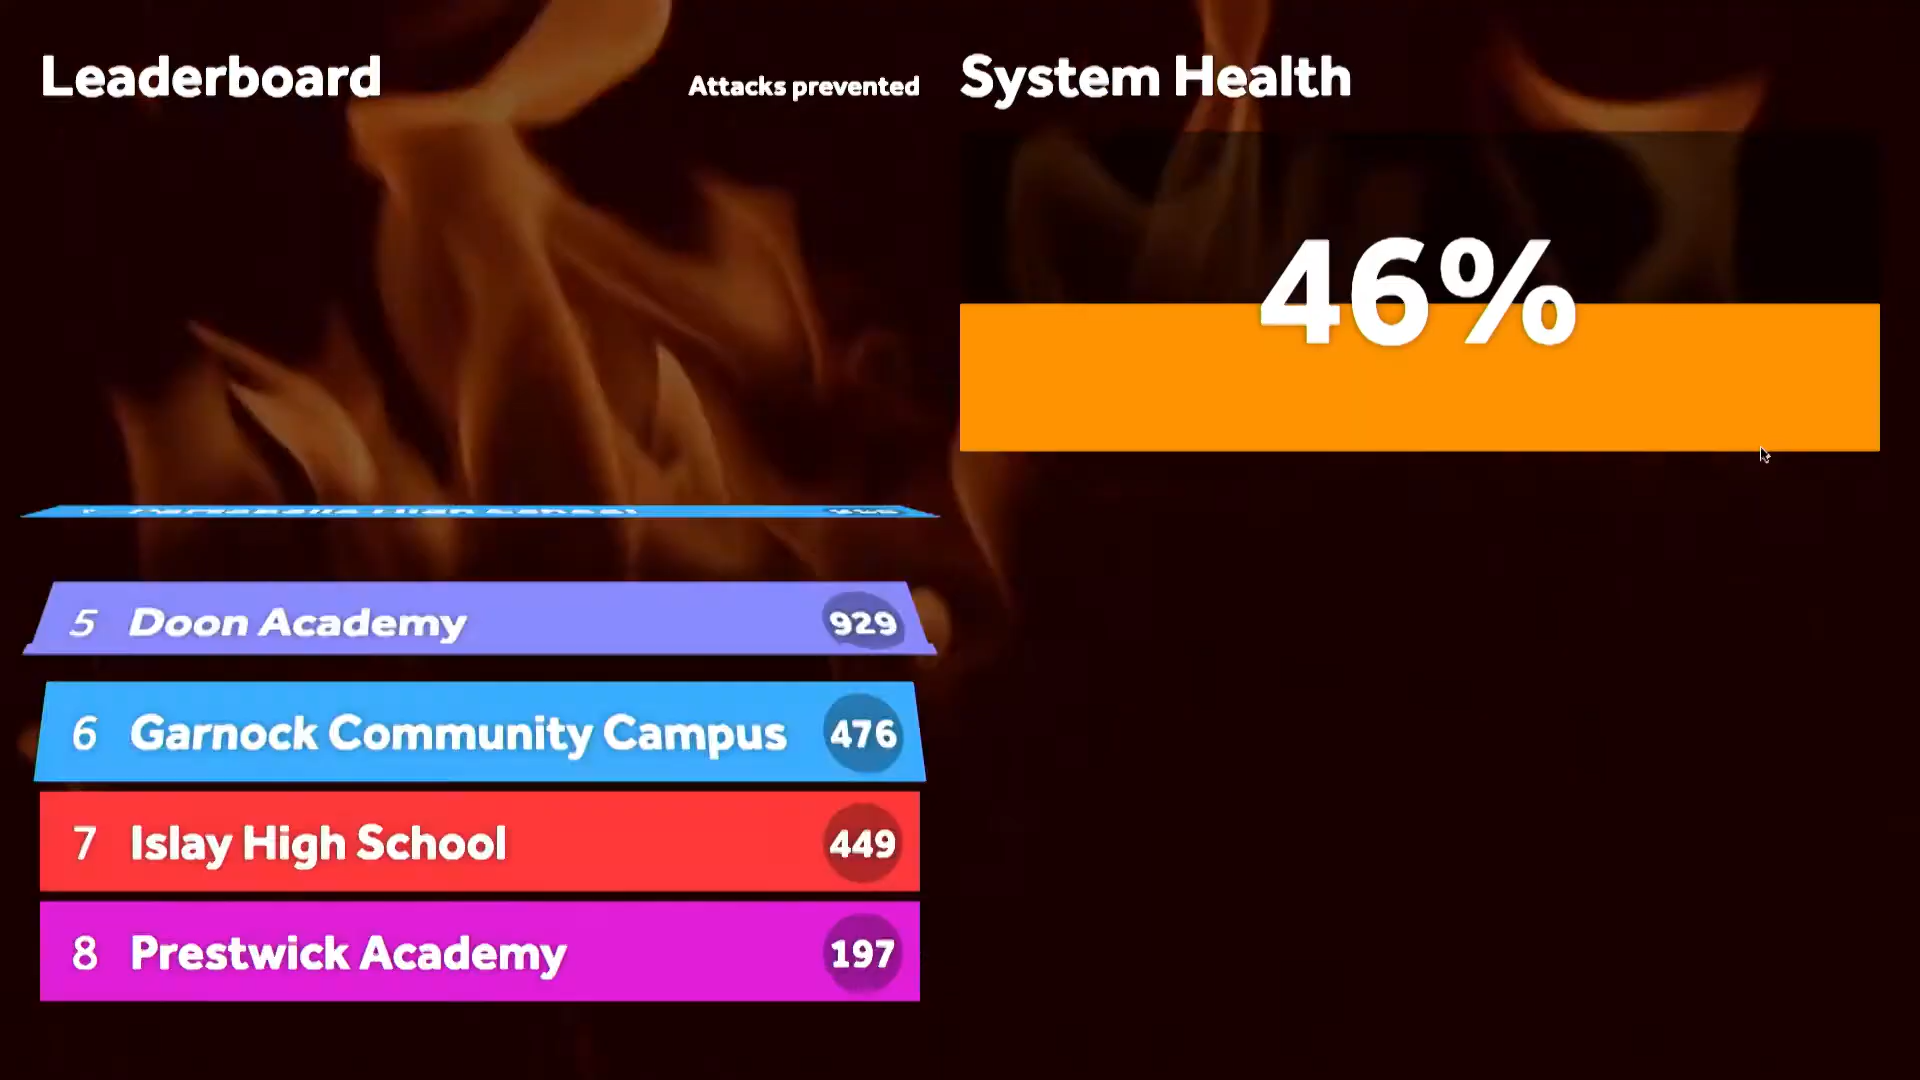 Leaderboard
Attacks prevented
5 Doon Academy 929
6 Garnock Community Campus 476
7 Islay High School 449
8 Prestwick Academy 197
System Health
46%